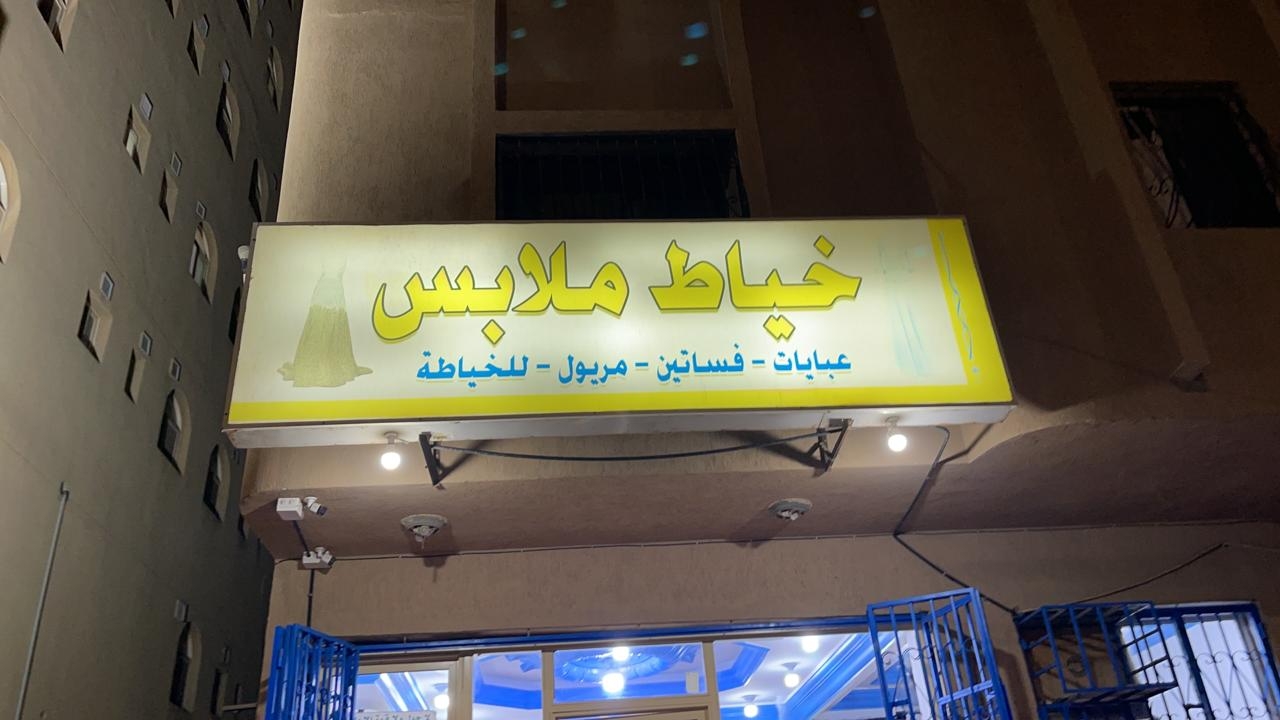 خياط ملابس
عبايات - فساتين - مريول - للخياطة